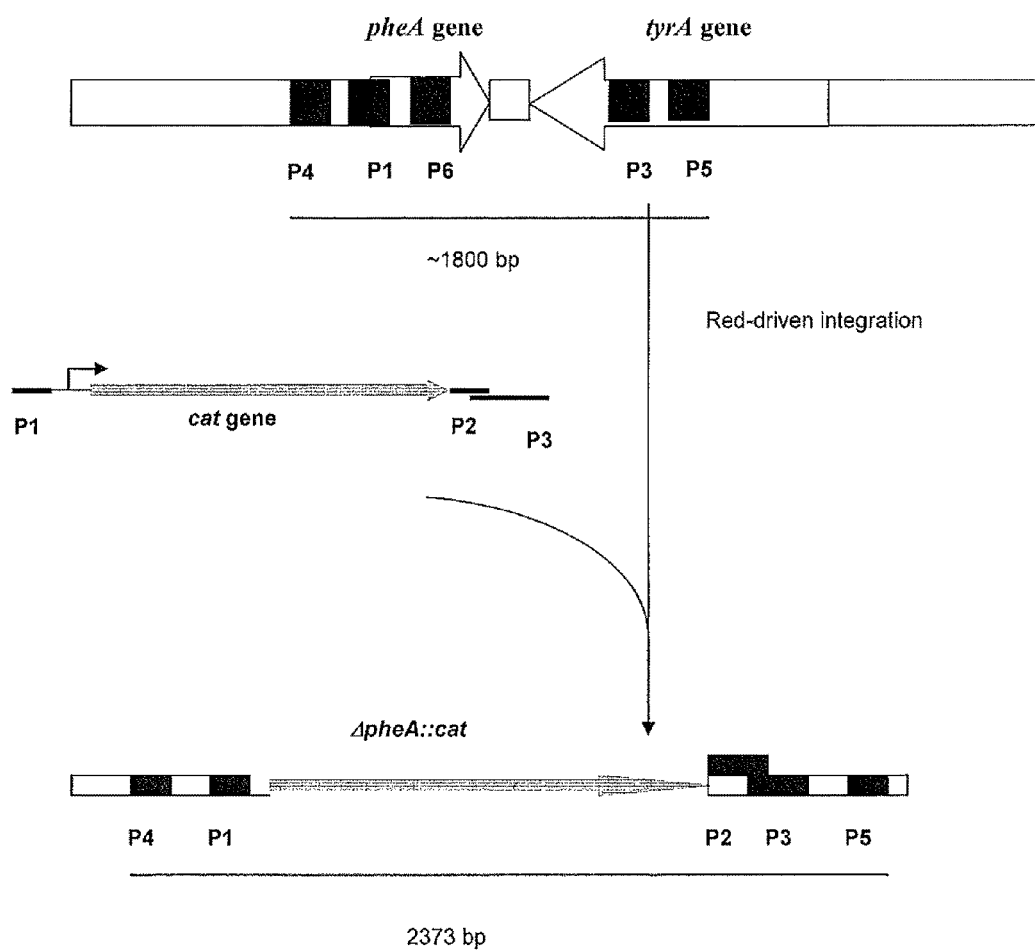 pheA gene tyrA gene
P4 P1 P6 P3 P5
~1800 bp
Red-driven integration
cat gene
P1 P2
P3
ΔpheA::cat
P4 P1 P2 P3 P5
2373 bp